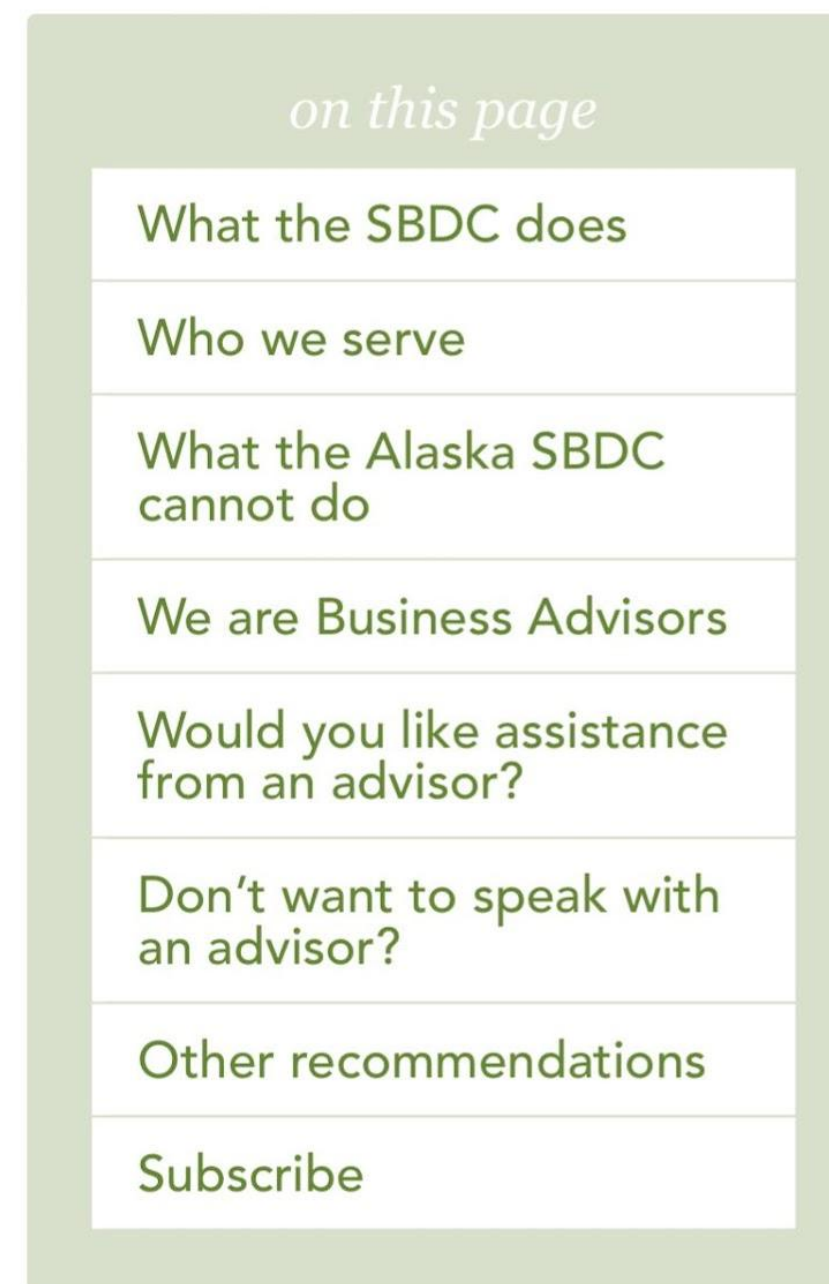 on this page
What the SBDC does
Who we serve
What the Alaska SBDC
cannot do
We are Business Advisors
Would you like assistance
from an advisor?
Don’t want to speak with
an advisor?
Other recommendations
Subscribe